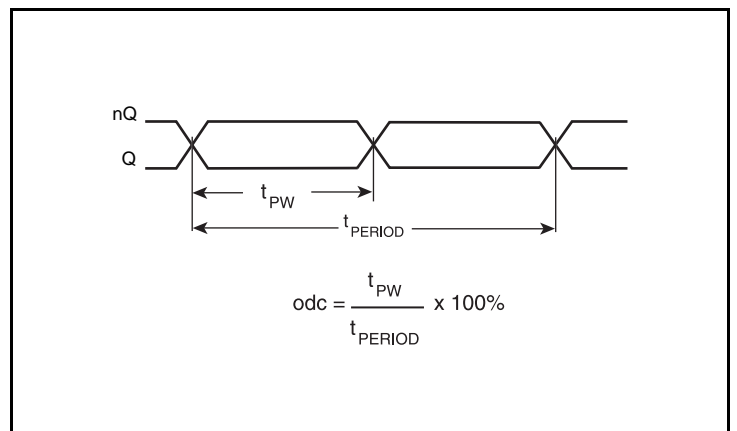 nQ
Q
tPW
tPERIOD
odc = tPW / tPERIOD x 100%